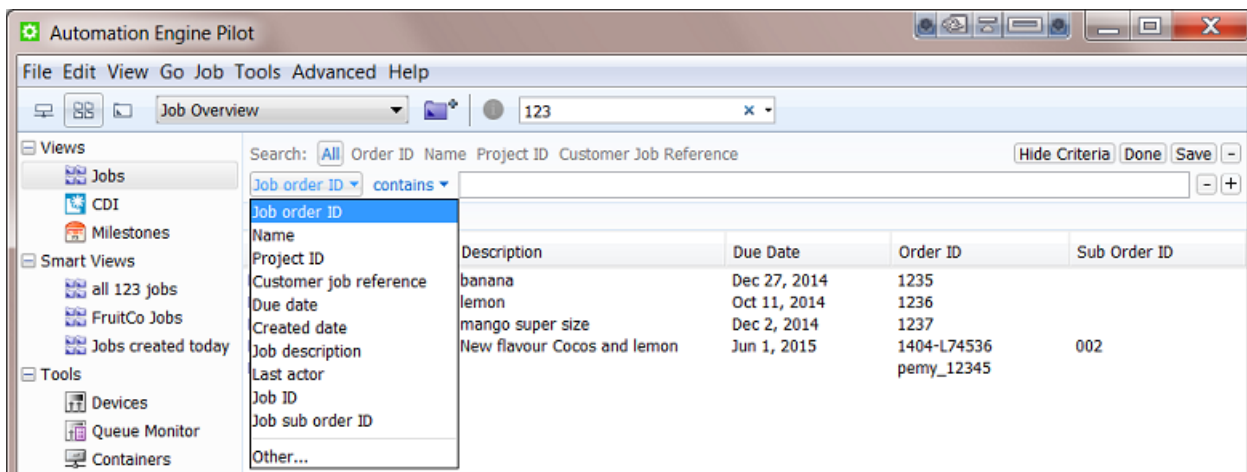 Automation Engine Pilot
File Edit View Go Job Tools Advanced Help
Job Overview 123
Views
Jobs
CDI
Milestones
Smart Views
all 123 jobs
FruitCo Jobs
Jobs created today
Tools
Devices
Queue Monitor
Containers
Search: All Order ID Name Project ID Customer Job Reference Hide Criteria Done Save -
Job order ID contains - +
Job order ID
Name
Project ID
Customer job reference
Due date
Created date
Job description
Last actor
Job ID
Job sub order ID
Other...
Description Due Date Order ID Sub Order ID
banana Dec 27, 2014 1235
lemon Oct 11, 2014 1236
mango super size Dec 2, 2014 1237
New flavour Cocos and lemon Jun 1, 2015 1404-L74536 002
pemy_12345